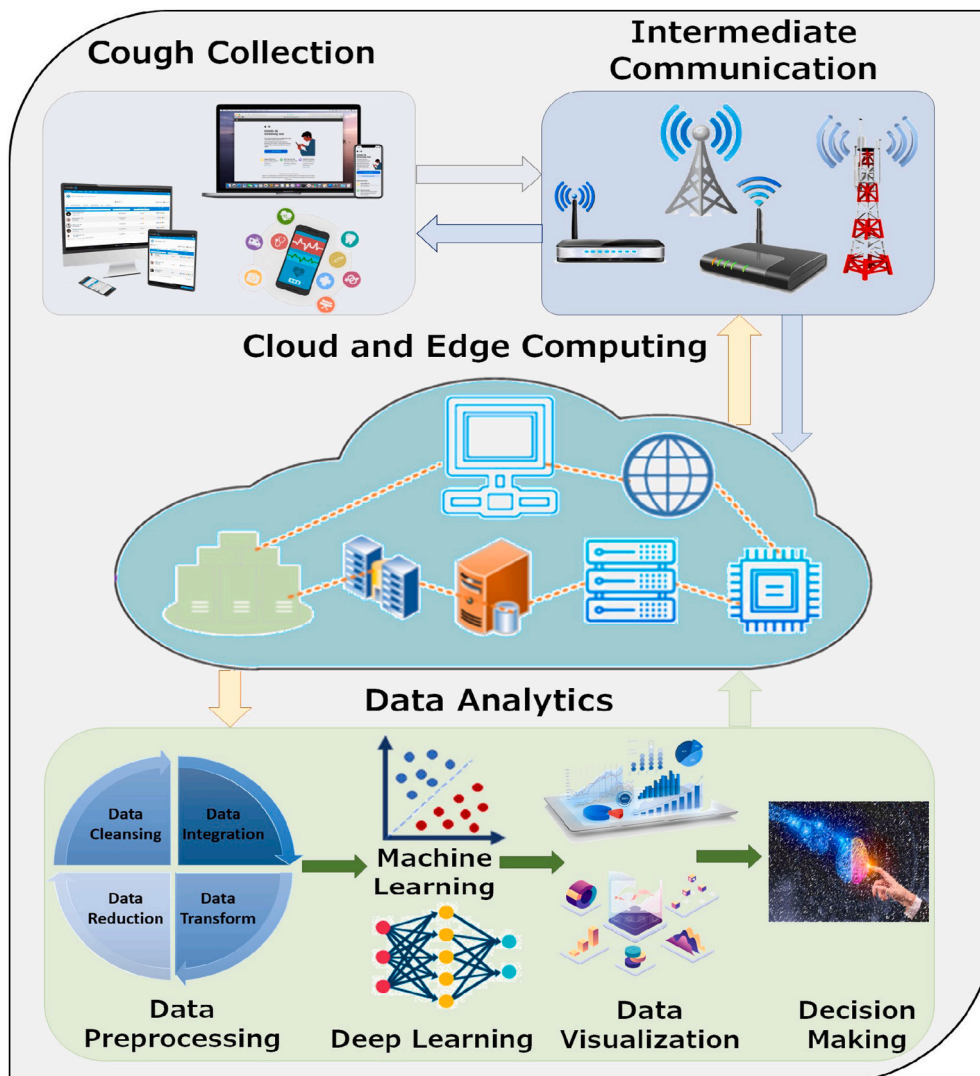 Cough Collection
Intermediate
Communication
Cloud and Edge Computing
Data Analytics
Data
Cleansing
Data
Integration
Data
Reduction
Data
Transform
Data
Preprocessing
Machine
Learning
Deep Learning
Data
Visualization
Decision
Making